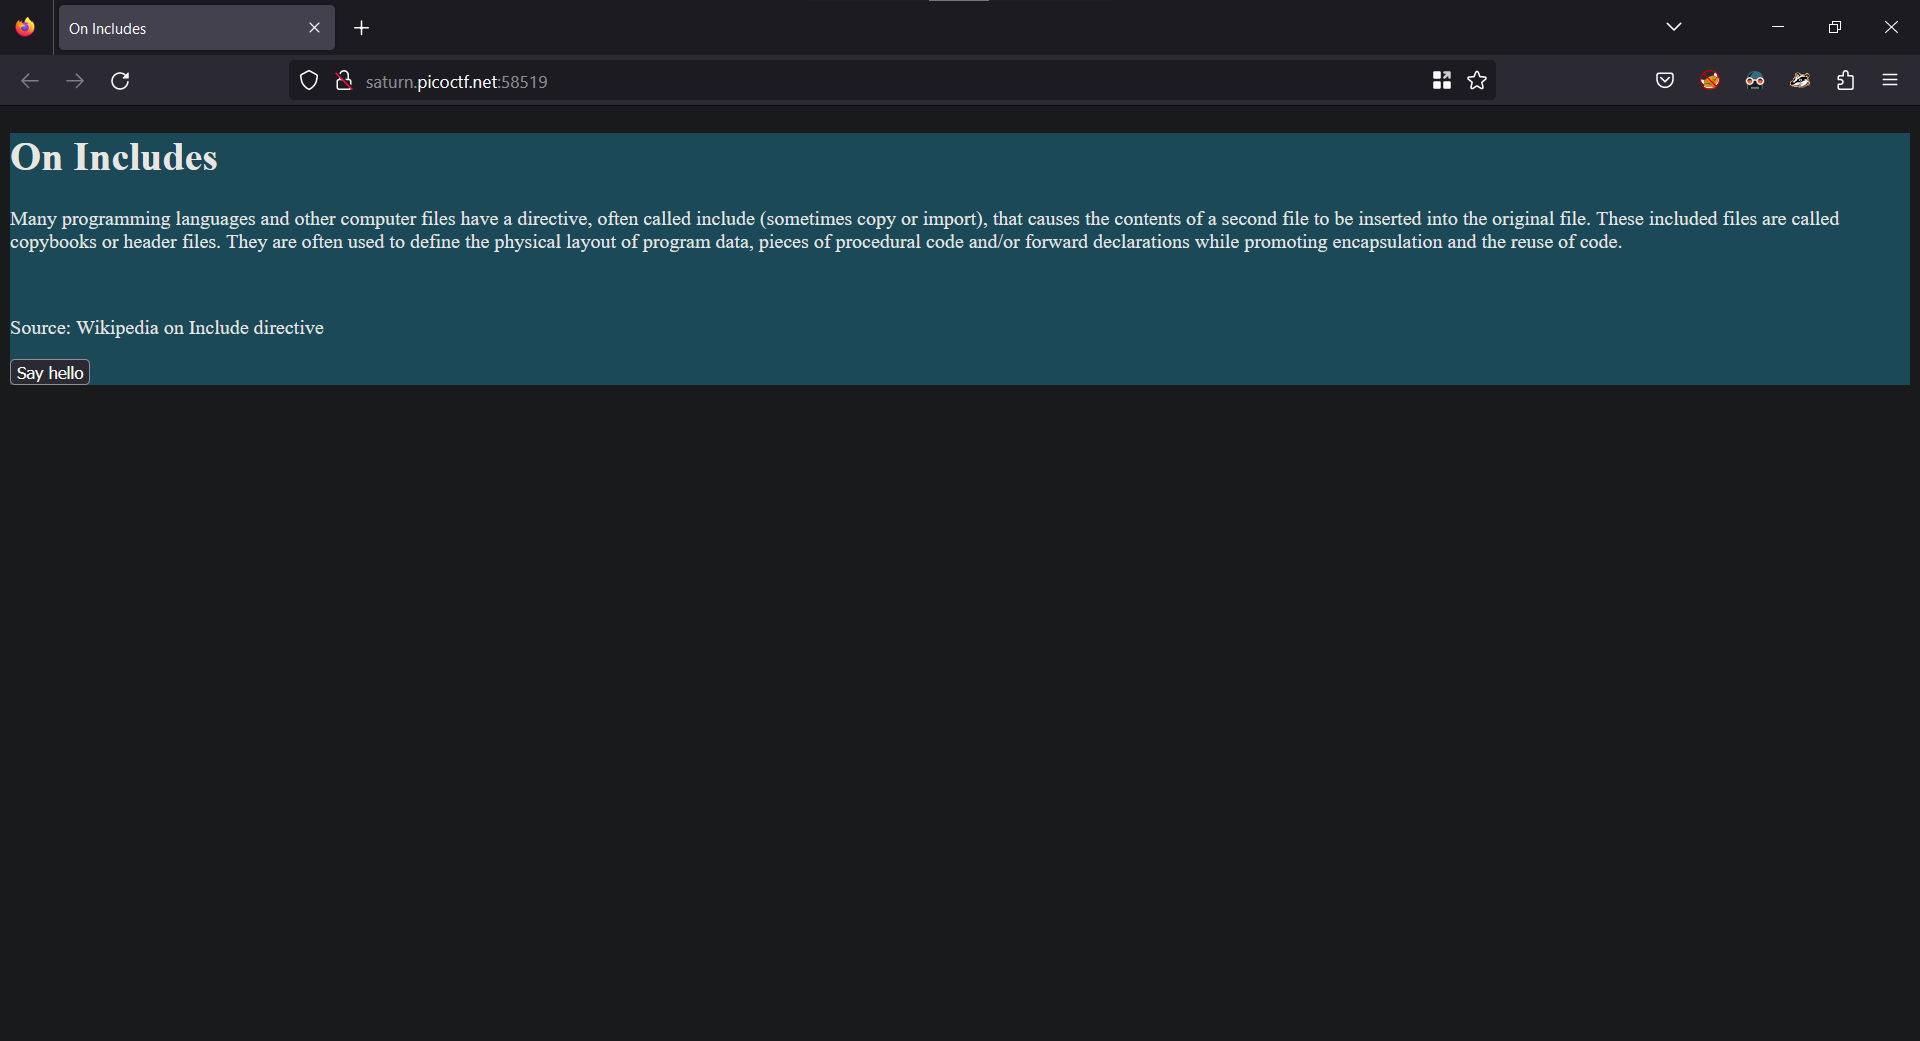 On Includes
saturn.picoctf.net:58519
On Includes
Many programming languages and other computer files have a directive, often called include (sometimes copy or import), that causes the contents of a second file to be inserted into the original file. These included files are called
copybooks or header files. They are often used to define the physical layout of program data, pieces of procedural code and/or forward declarations while promoting encapsulation and the reuse of code.
Source: Wikipedia on Include directive
Say hello